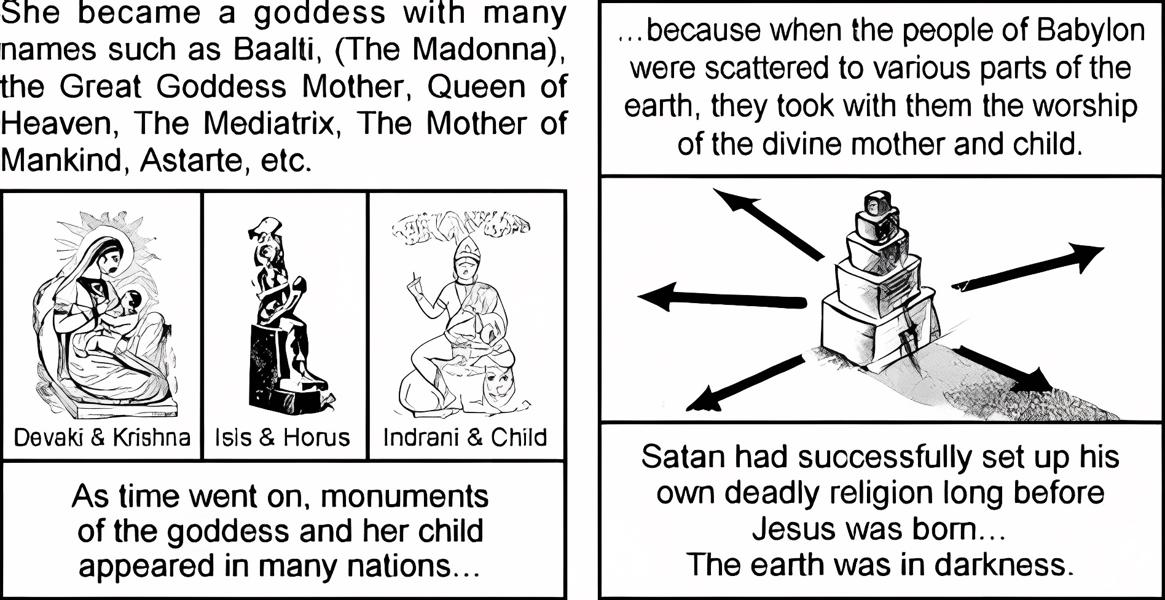 She became a goddess with many
names such as Baalti, (The Madonna),
the Great Goddess Mother, Queen of
Heaven, The Mediatrix, The Mother of
Mankind, Astarte, etc.
Devaki & Krishna
Isis & Horus
Indrani & Child
As time went on, monuments
of the goddess and her child
appeared in many nations...
...because when the people of Babylon
were scattered to various parts of the
earth, they took with them the worship
of the divine mother and child.
Satan had successfully set up his
own deadly religion long before
Jesus was born...
The earth was in darkness.